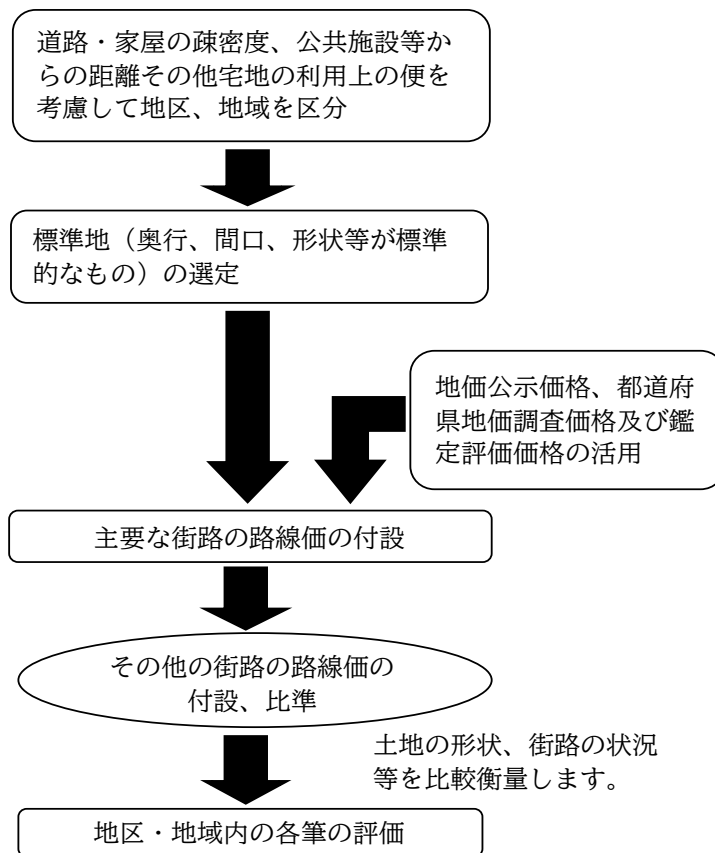 道路・家屋の疎密度、公共施設等か
らの距離その他宅地の利用上の便を
考慮して地区、地域を区分
標準地（奥行、間口、形状等が標準
的なもの）の選定
地価公示価格、都道府
県地価調査価格及び鑑
定評価価格の活用
主要な街路の路線価の付設
その他の街路の路線価の
付設、比準
土地の形状、街路の状況
等を比較衡量します。
地区・地域内の各筆の評価